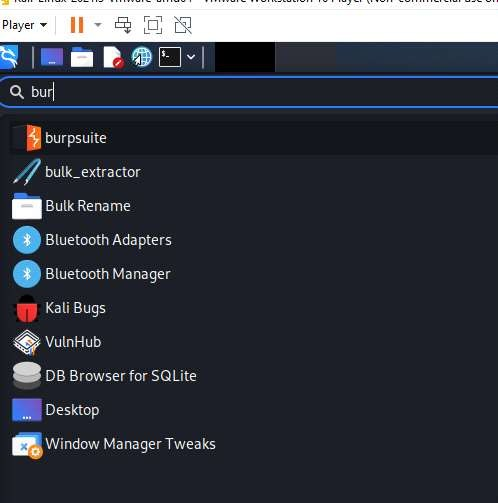 Player
bur
burpsuite
bulk_extractor
Bulk Rename
Bluetooth Adapters
Bluetooth Manager
Kali Bugs
VulnHub
DB Browser for SQLite
Desktop
Window Manager Tweaks